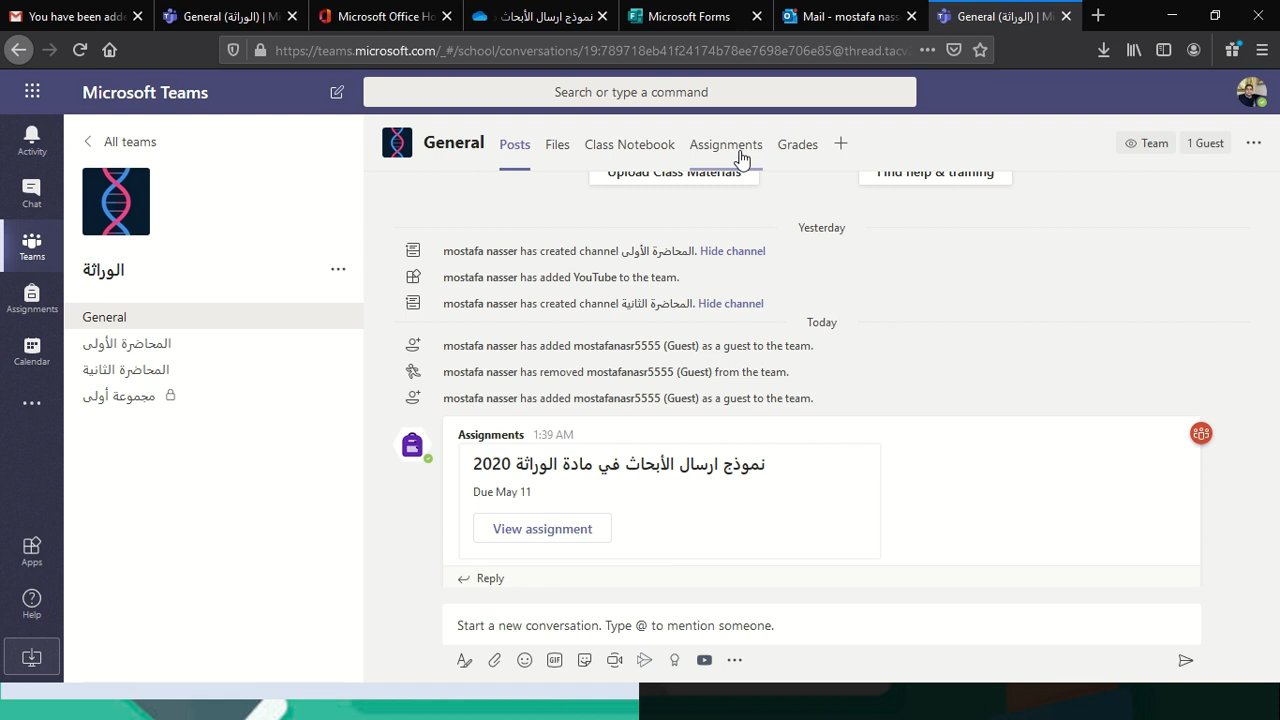 You have been adde
General (الوراثة) | Mi
Microsoft Office Ho
نموذج ارسال الأبحاث
Microsoft Forms
Mail - mostafa nass
General (الوراثة) | Mi
https://teams.microsoft.com/_#/school/conversations/19:789718eb41f24174b78ee7698e706e85@thread.tacv
Microsoft Teams
Search or type a command
Activity
Chat
Teams
Assignments
Calendar
Apps
Help
All teams
الوراثة
General
المحاضرة الأولى
المحاضرة الثانية
مجموعة أولى
General
Posts
Files
Class Notebook
Assignments
Grades
Team
1 Guest
Upload Class Materials
Find help & training
Yesterday
mostafa nasser has created channel المحاضرة الأولى. Hide channel
mostafa nasser has added YouTube to the team.
mostafa nasser has created channel المحاضرة الثانية. Hide channel
Today
mostafa nasser has added mostafanasr5555 (Guest) as a guest to the team.
mostafa nasser has removed mostafanasr5555 (Guest) from the team.
mostafa nasser has added mostafanasr5555 (Guest) as a guest to the team.
Assignments 1:39 AM
نموذج ارسال الأبحاث في مادة الوراثة 2020
Due May 11
View assignment
Reply
Start a new conversation. Type @ to mention someone.
GIF